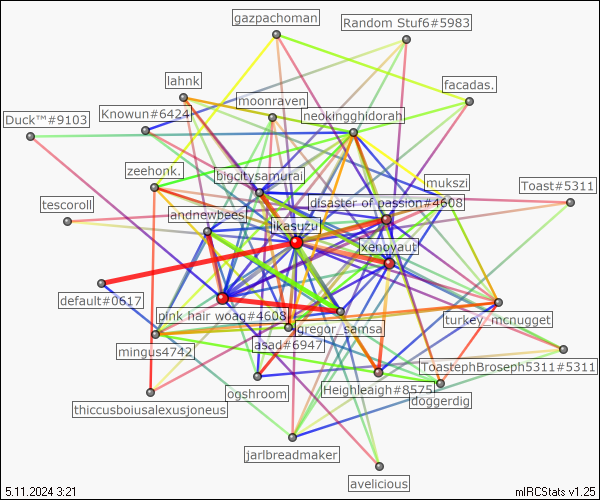 gazpachoman
Random Stuf6#5983
lahnk
facadas.
moonraven
Knowun#6424
neokingghidorah
Duck™#9103
zeehonk.
bigcitysamurai
mukszi
Toast#5311
disaster of passion#4608
tescoroll
andnewbees
likasuzu
xenoyaut
default#0617
pink hair woag#4608
gregor_samsa
turkey_mcnugget
mingus4742
asad#6947
ToastephBroseph5311#5311
ogshroom
Heighleaigh#8575
doggerdig
thiccusboiusalexusjoneus
jarlbreadmaker
avelicious
5.11.2024 3:21
mIRCStats v1.25